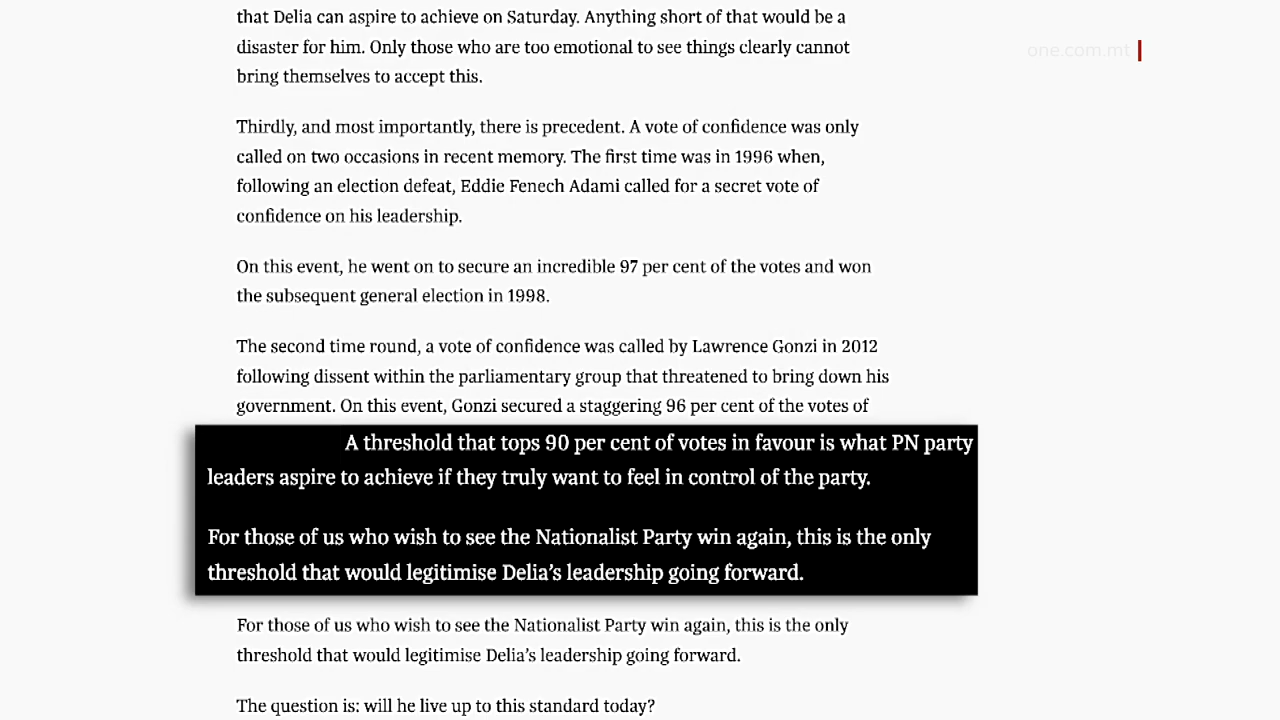 that Delia can aspire to achieve on Saturday. Anything short of that would be a
disaster for him. Only those who are too emotional to see things clearly cannot
bring themselves to accept this.
one.com.mt
Thirdly, and most importantly, there is precedent. A vote of confidence was only
called on two occasions in recent memory. The first time was in 1996 when,
following an election defeat, Eddie Fenech Adami called for a secret vote of
confidence on his leadership.
On this event, he went on to secure an incredible 97 per cent of the votes and won
the subsequent general election in 1998.
The second time round, a vote of confidence was called by Lawrence Gonzi in 2012
following dissent within the parliamentary group that threatened to bring down his
government. On this event, Gonzi secured a staggering 96 per cent of the votes of
A threshold that tops 90 per cent of votes in favour is what PN party
leaders aspire to achieve if they truly want to feel in control of the party.
For those of us who wish to see the Nationalist Party win again, this is the only
threshold that would legitimise Delia's leadership going forward.
For those of us who wish to see the Nationalist Party win again, this is the only
threshold that would legitimise Delia's leadership going forward.
The question is: will he live up to this standard today?